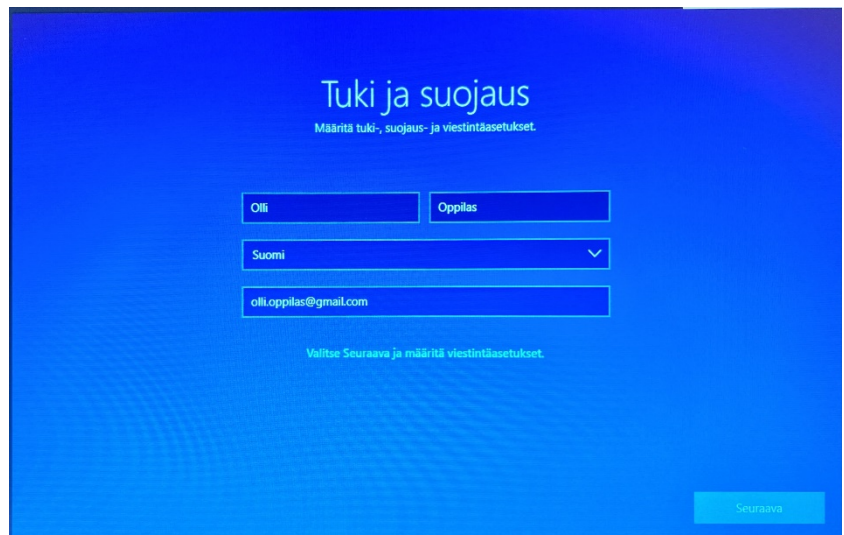 Tuki ja suojaus
Määritä tuki-, suojaus- ja viestintäasetukset.
Olli Oppilas
Suomi
olli.oppilas@gmail.com
Valitse Seuraava ja määritä viestintäasetukset.
Seuraava